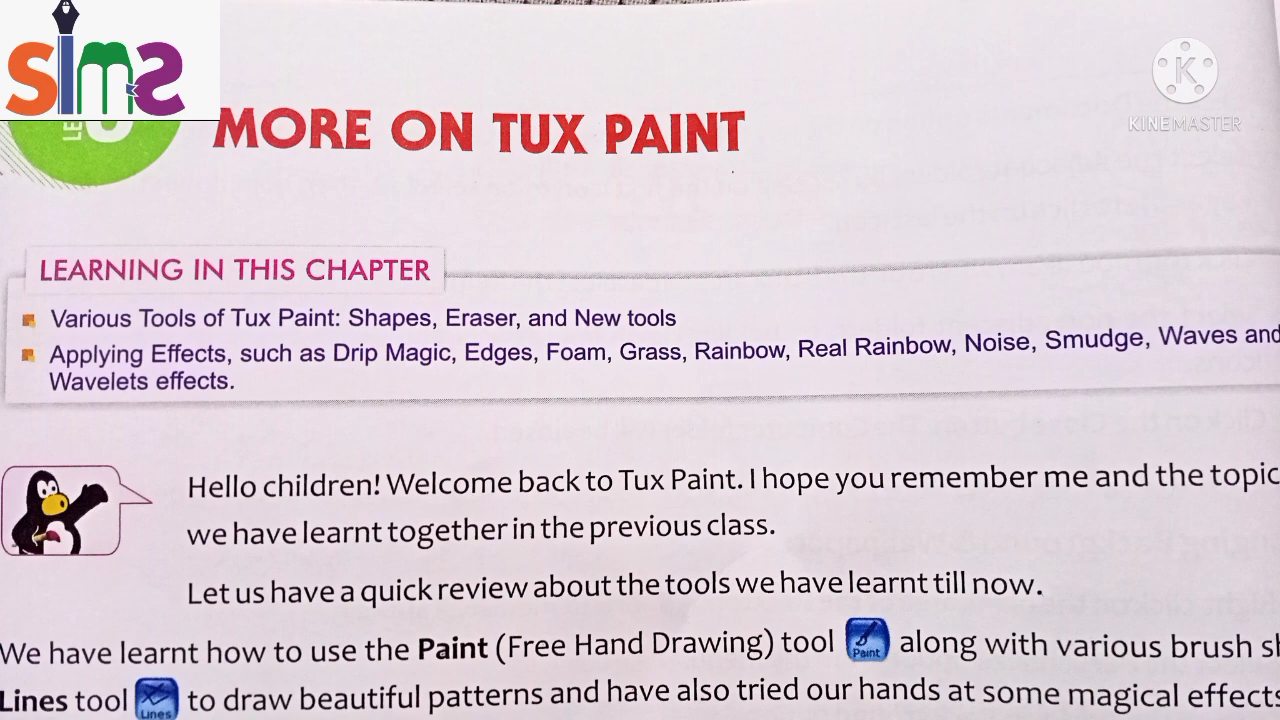 sims
KINEMASTER
MORE ON TUX PAINT
LEARNING IN THIS CHAPTER
Various Tools of Tux Paint: Shapes, Eraser, and New tools
Applying Effects, such as Drip Magic, Edges, Foam, Grass, Rainbow, Real Rainbow, Noise, Smudge, Waves and
Wavelets effects.
Hello children! Welcome back to Tux Paint. I hope you remember me and the topic
we have learnt together in the previous class.
Let us have a quick review about the tools we have learnt till now.
We have learnt how to use the Paint (Free Hand Drawing) tool Paint along with various brush
Lines tool Lines to draw beautiful patterns and have also tried our hands at some magical effects